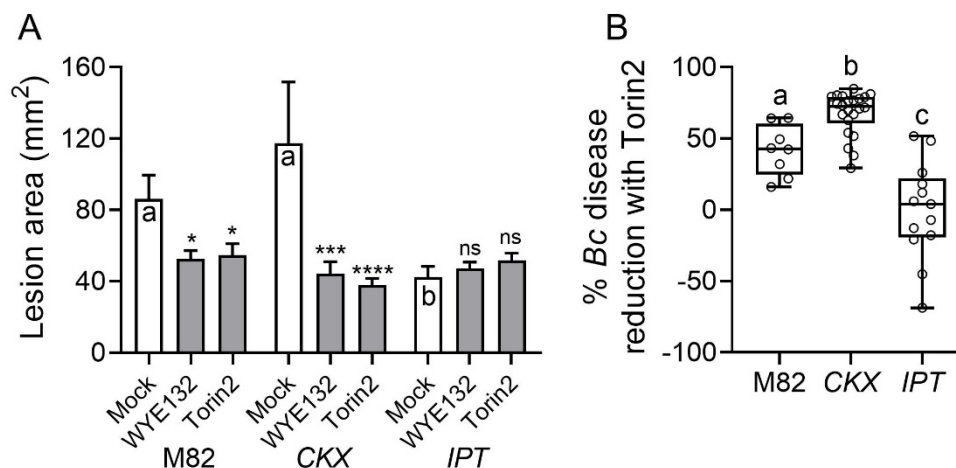 A
Lesion area (mm²)
160
120
80
40
0
a
*
*
a
***
****
b
ns
ns
Mock
WYE132
Torin2
Mock
WYE132
Torin2
Mock
WYE132
Torin2
M82
CKX
IPT
B
% Bc disease
reduction with Torin2
100
50
0
-50
-100
a
b
c
M82
CKX
IPT